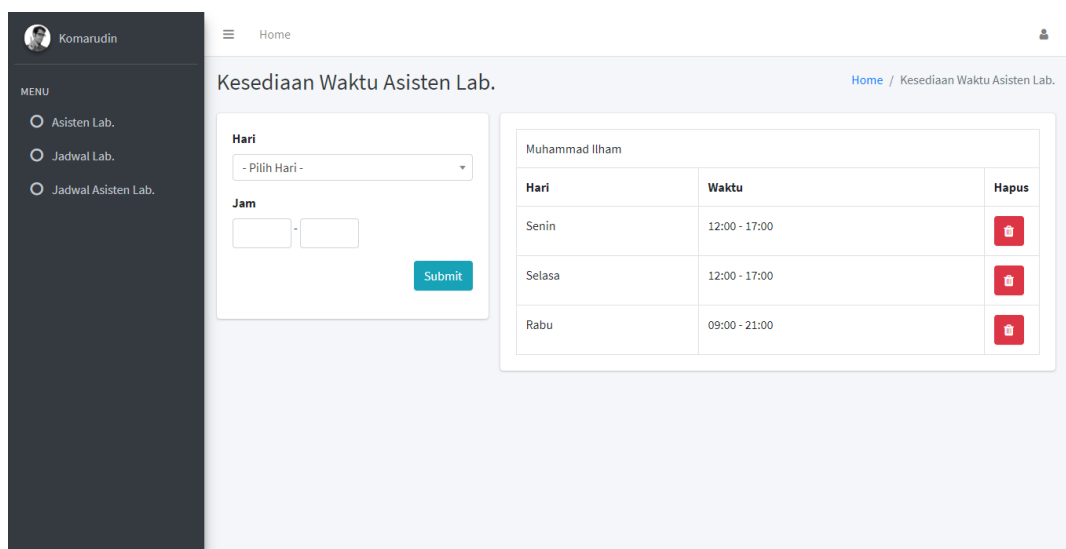 Komarudin
Home
MENU
Asisten Lab.
Jadwal Lab.
Jadwal Asisten Lab.
Kesediaan Waktu Asisten Lab.
Home / Kesediaan Waktu Asisten Lab.
Hari
- Pilih Hari -
Jam
-
Submit
Muhammad Ilham
Hari Waktu Hapus
Senin 12:00 - 17:00
Selasa 12:00 - 17:00
Rabu 09:00 - 21:00